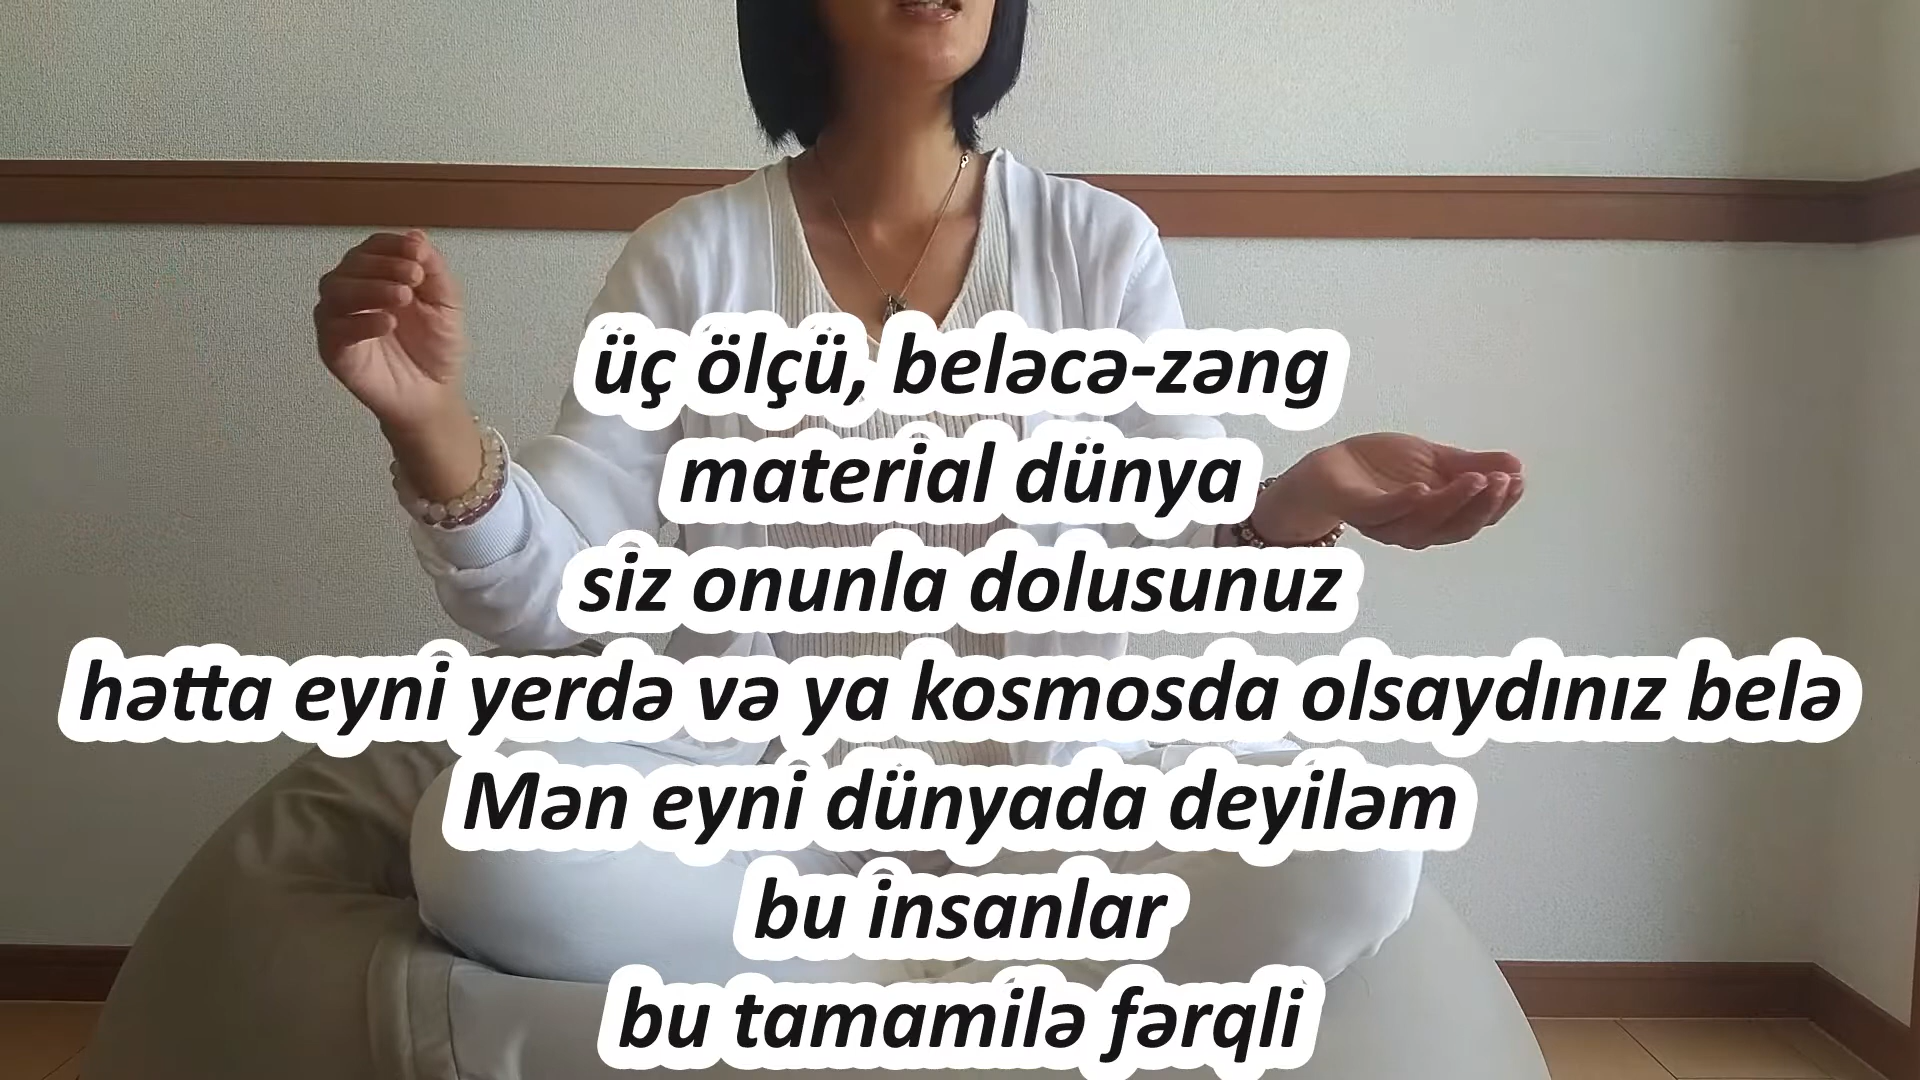 üç ölçü, beləcə-zəng
material dünya
siz onunla dolusunuz
hətta eyni yerdə və ya kosmosda olsaydınız belə
Mən eyni dünyada deyiləm
bu insanlar
bu tamamilə fərqli